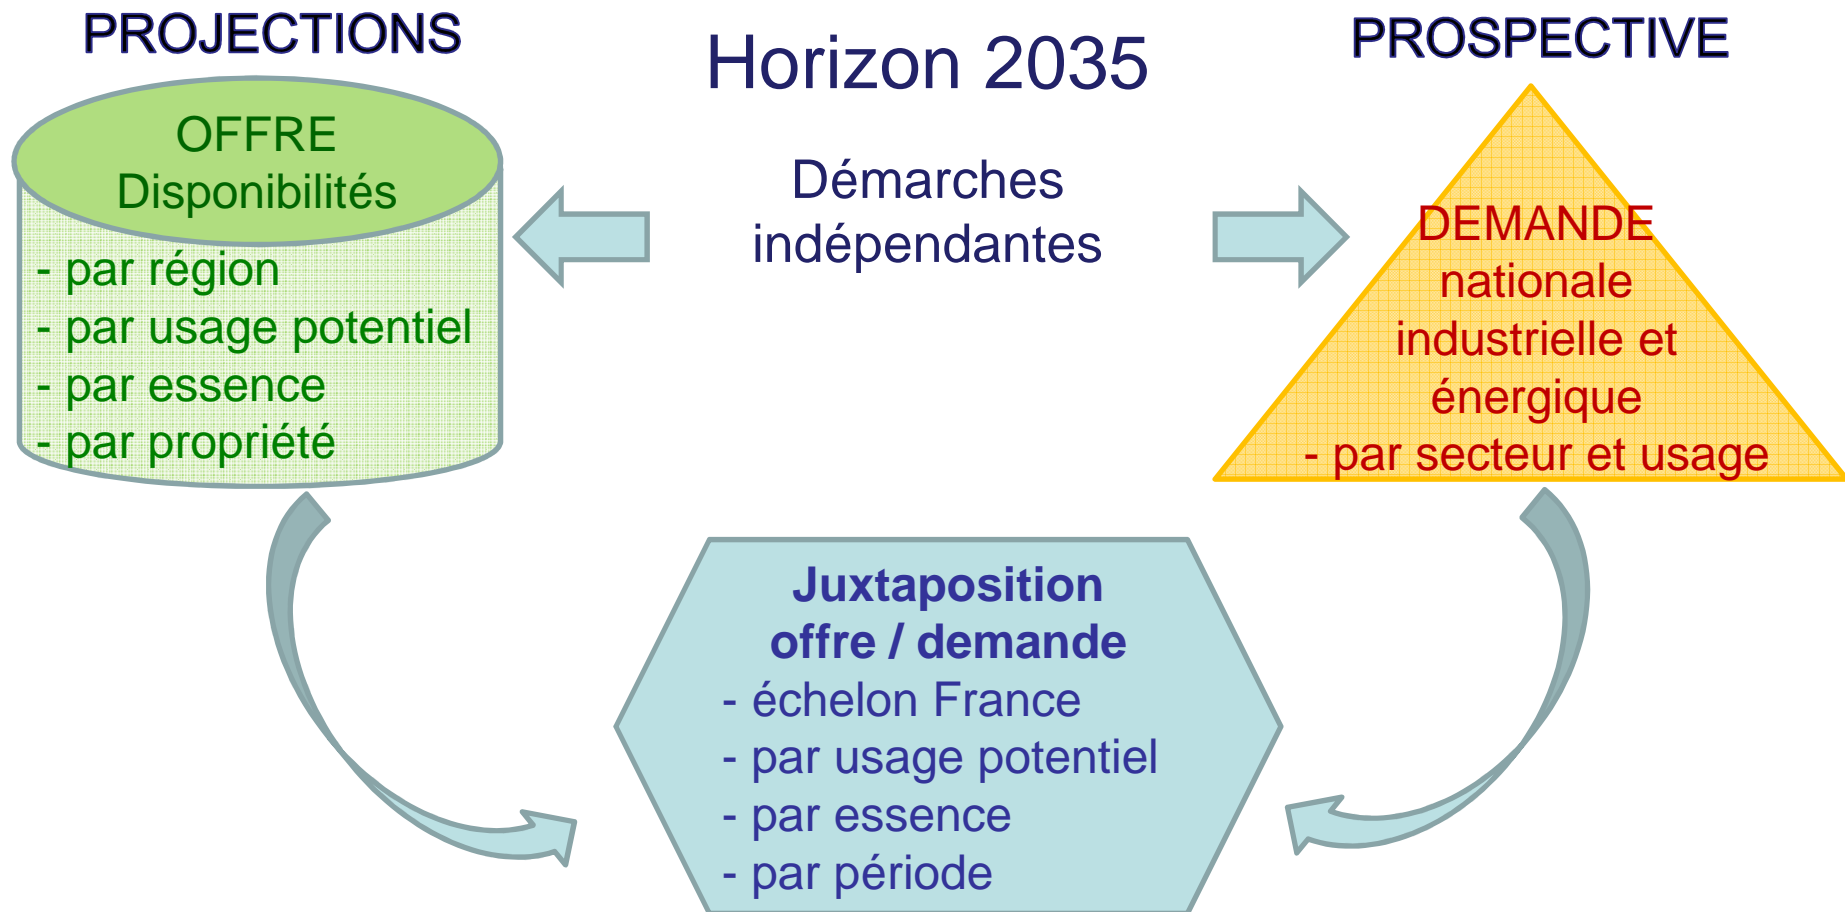 PROJECTIONS
Horizon 2035
PROSPECTIVE
OFFRE
Disponibilités
- par région
- par usage potentiel
- par essence
- par propriété
Démarches
indépendantes
DEMANDE
nationale
industrielle et
énergique
- par secteur et usage
Juxtaposition
offre / demande
- échelon France
- par usage potentiel
- par essence
- par période